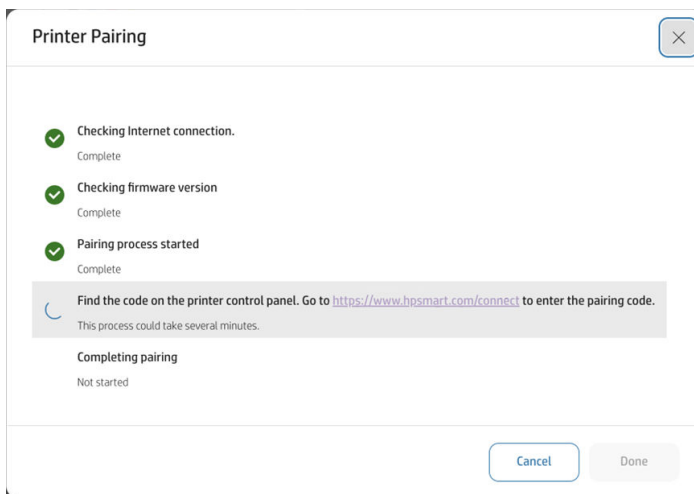 Printer Pairing
Checking Internet connection.
Complete
Checking firmware version
Complete
Pairing process started
Complete
Find the code on the printer control panel. Go to https://www.hpsmart.com/connect to enter the pairing code.
This process could take several minutes.
Completing pairing
Not started
Cancel
Done